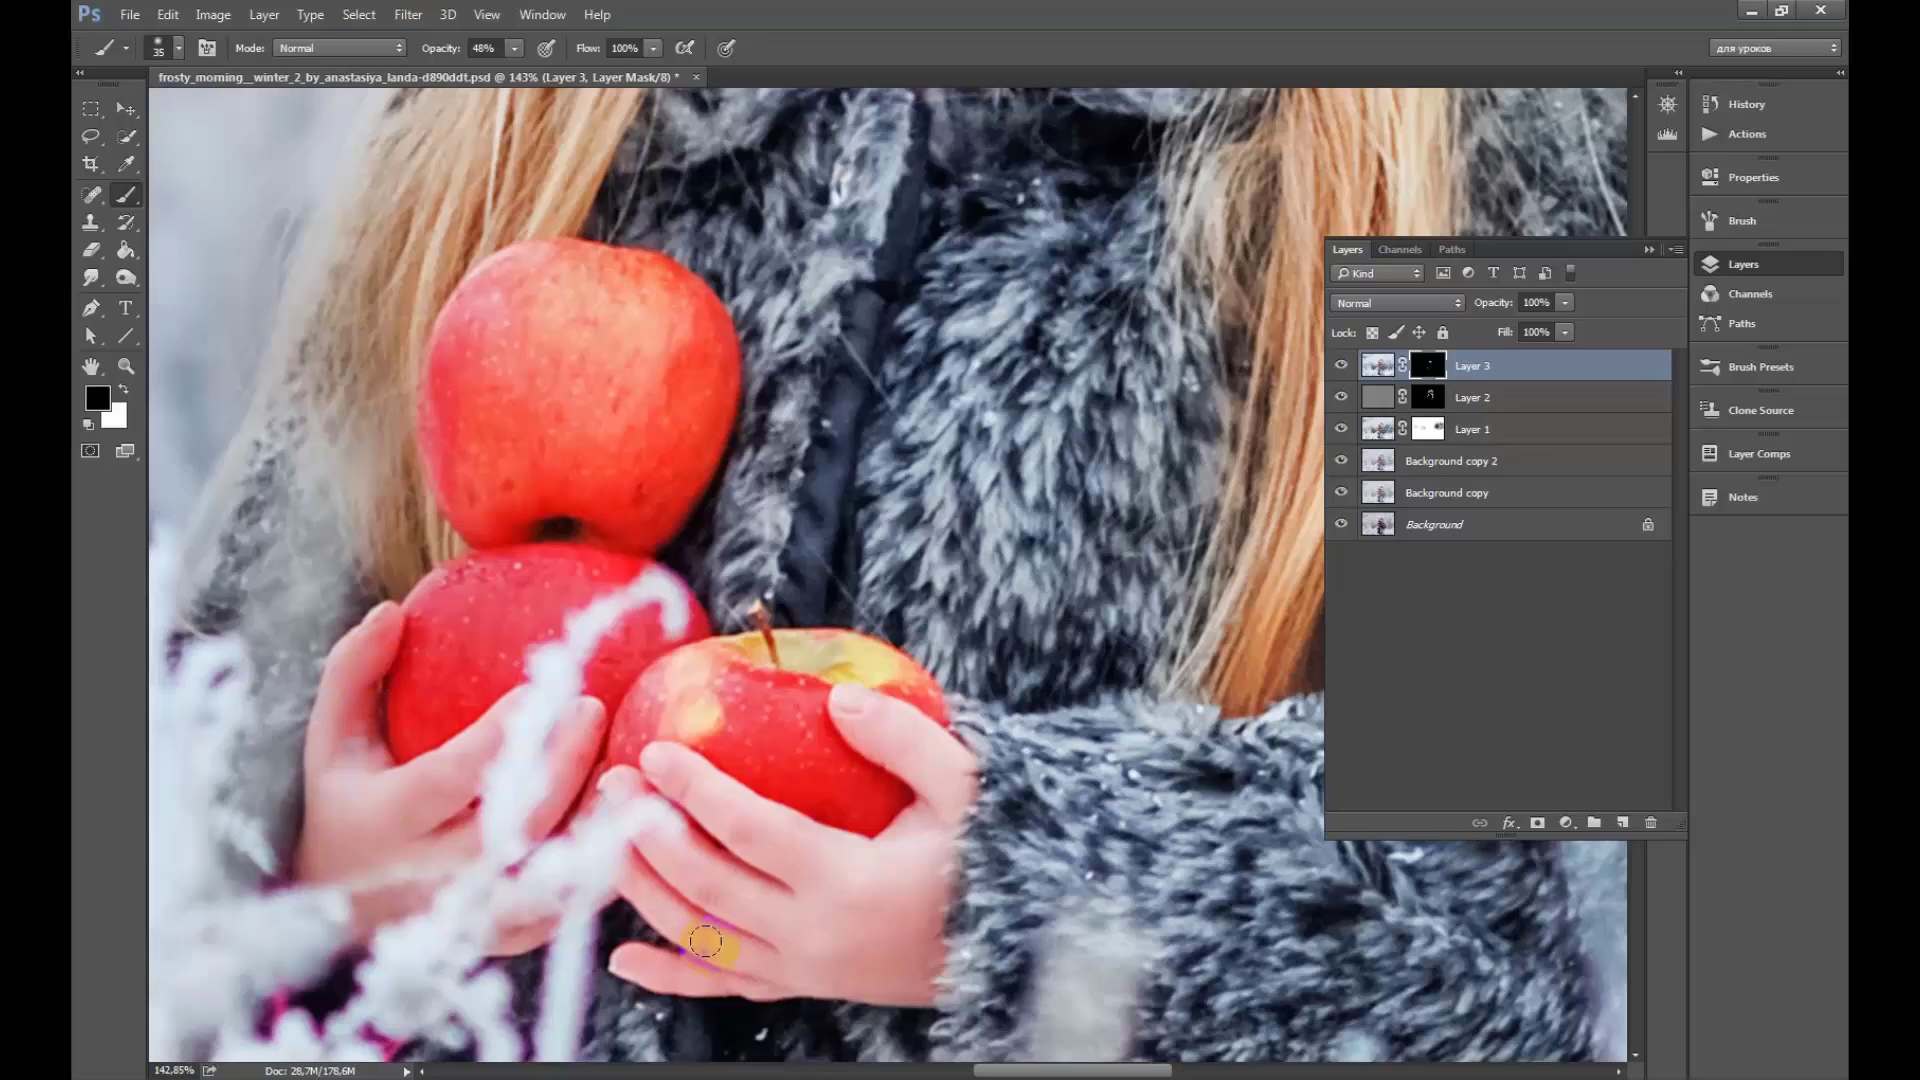 Ps File Edit Image Layer Type Select Filter 3D View Window Help
35 Mode: Normal Opacity: 48% Flow: 100% для уроков
frosty_morning__winter_2_by_anastasiya_landa-d890ddt.psd @ 143% (Layer 3, Layer Mask/8) *
History
Actions
Properties
Brush
Layers
Channels
Paths
Brush Presets
Clone Source
Layer Comps
Notes
Layers Channels Paths
Kind
Normal Opacity: 100%
Lock: Fill: 100%
Layer 3
Layer 2
Layer 1
Background copy 2
Background copy
Background
142,85% Doc: 28,7M/178,6M